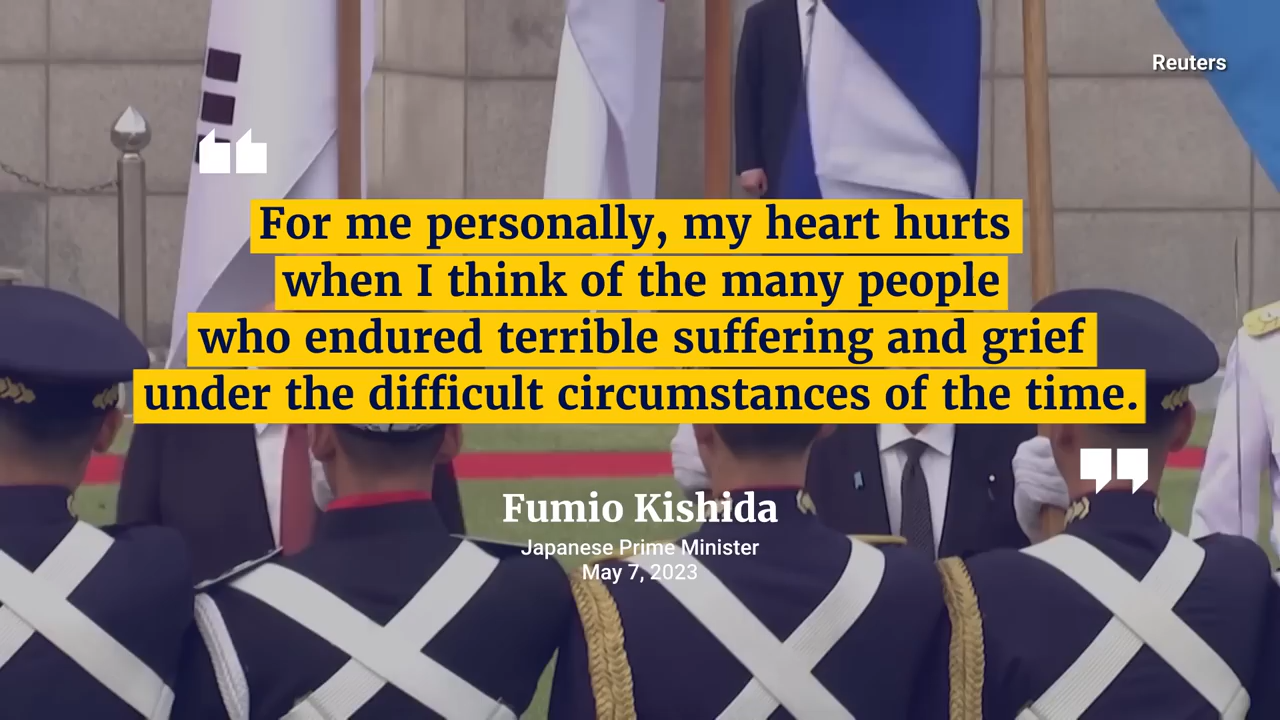 Reuters
“
For me personally, my heart hurts
when I think of the many people
who endured terrible suffering and grief
under the difficult circumstances of the time.
”
Fumio Kishida
Japanese Prime Minister
May 7, 2023